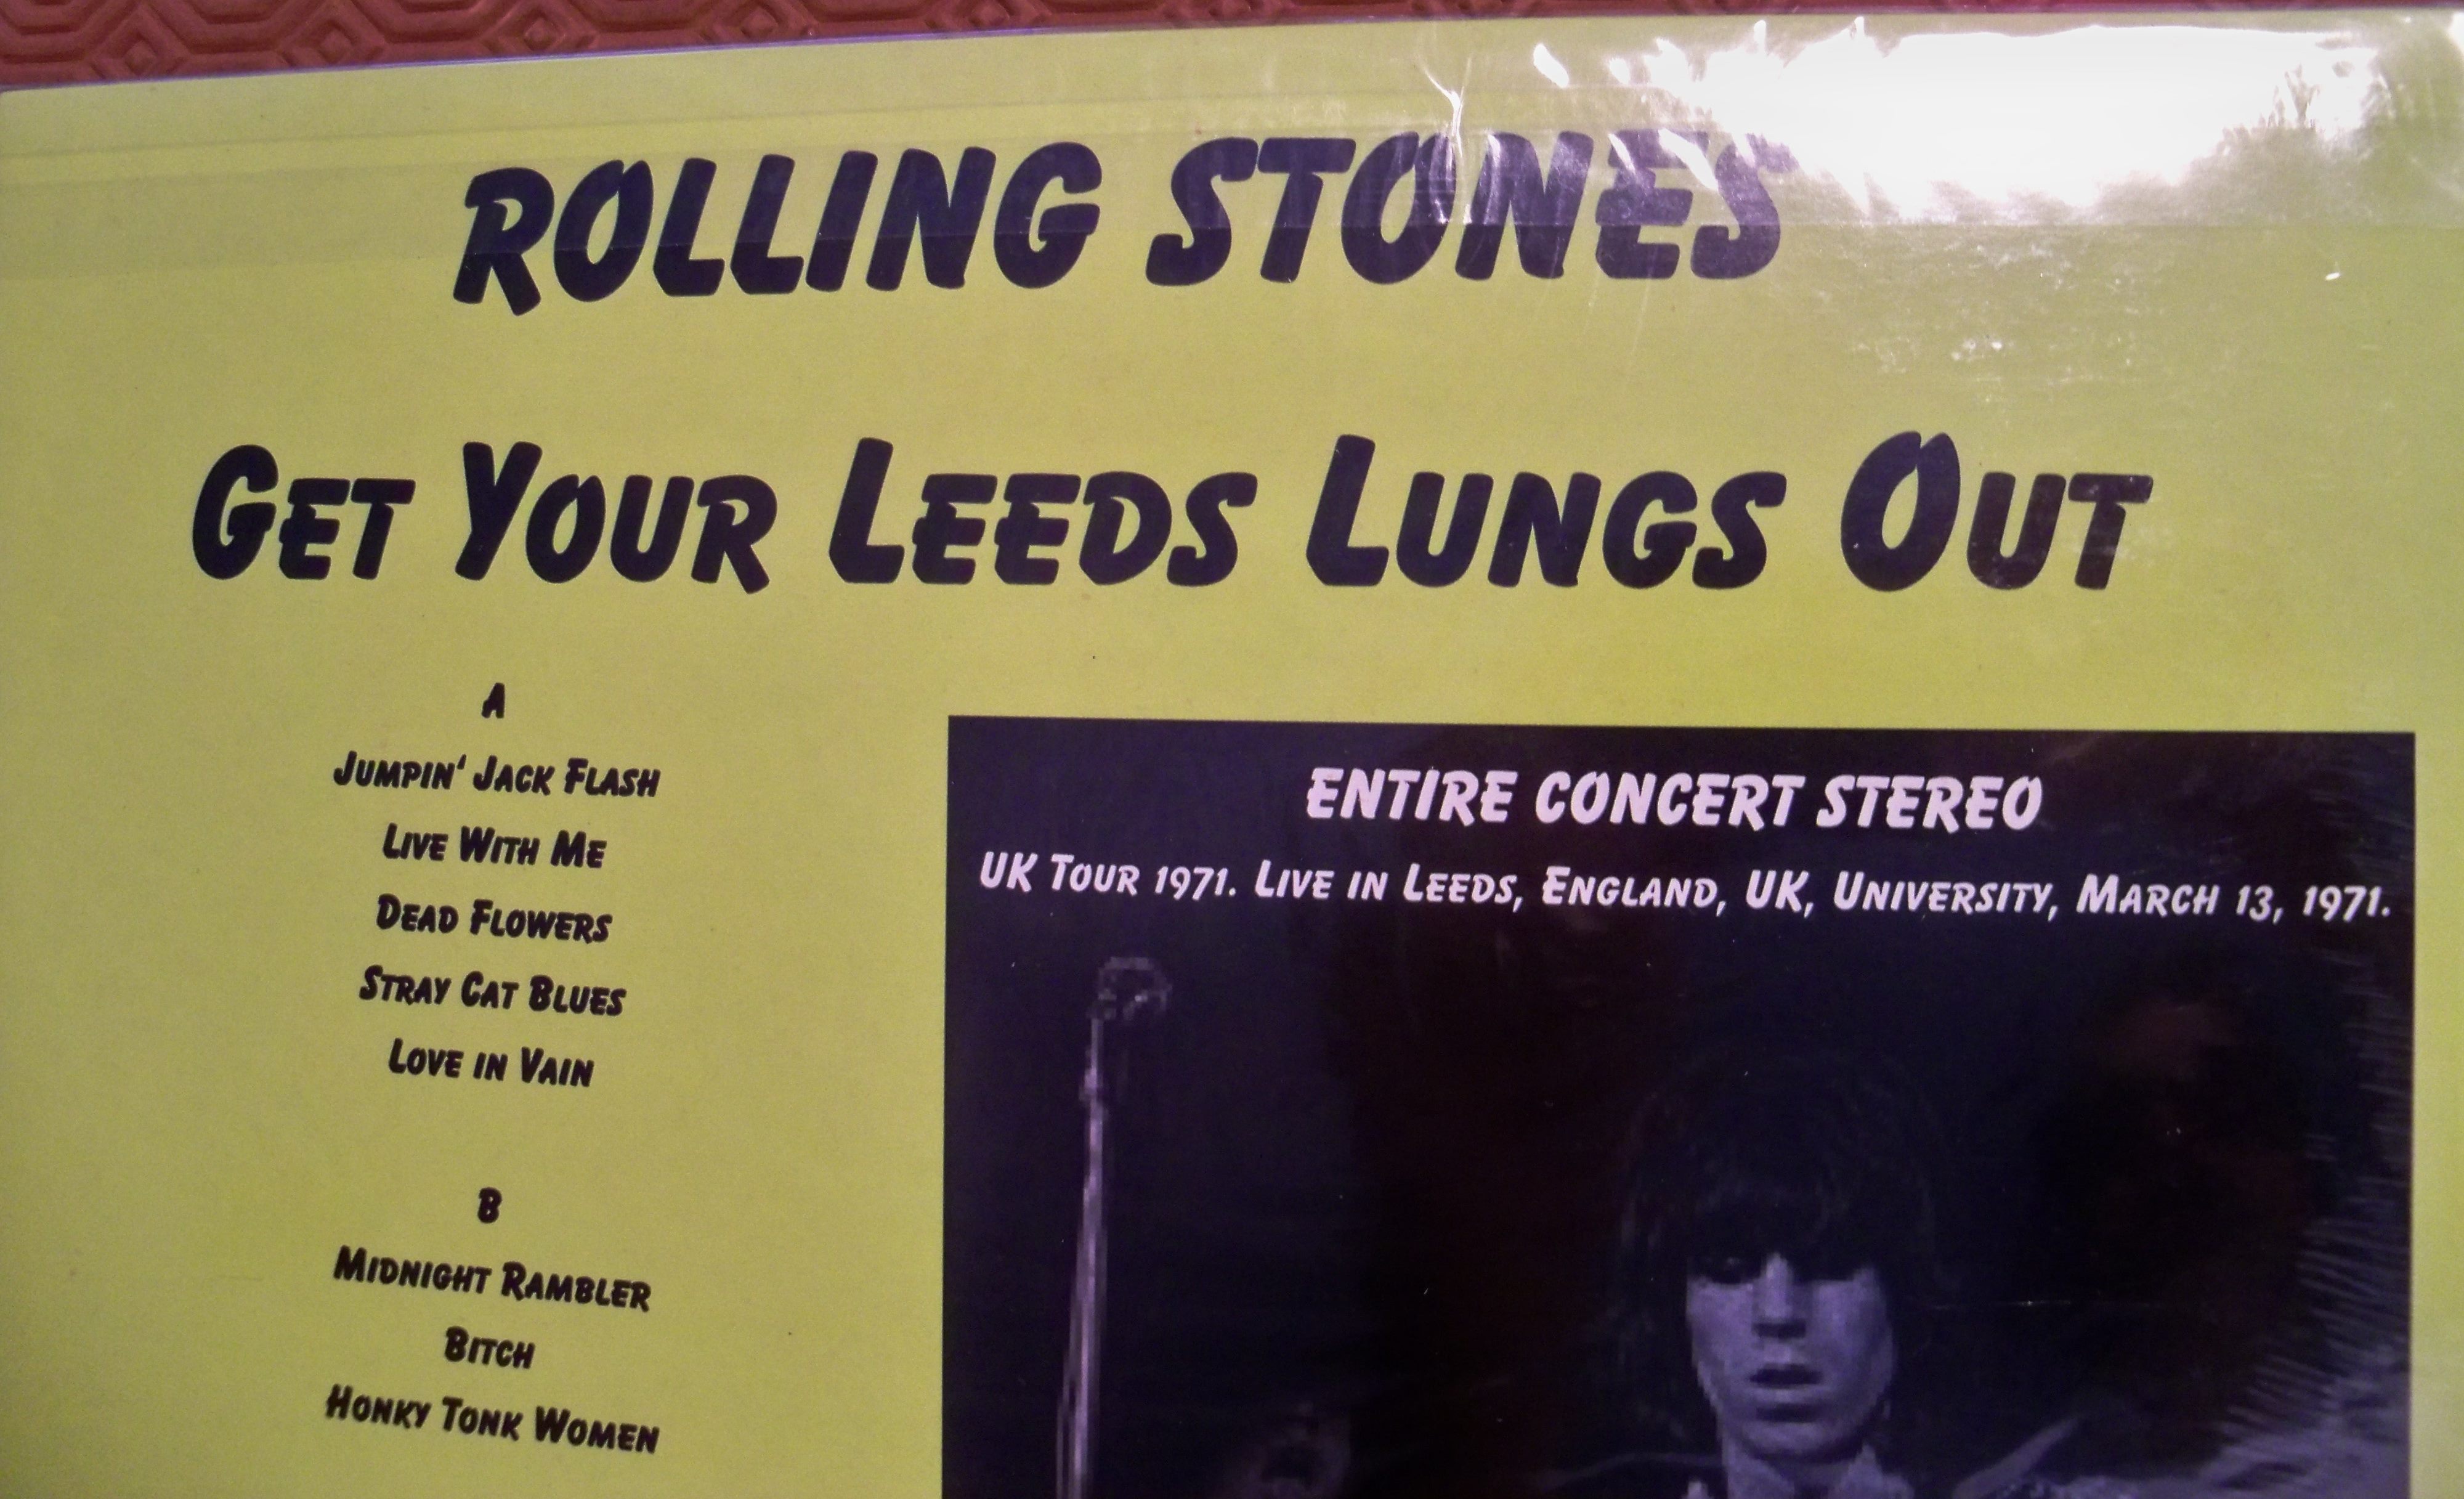 ROLLING STONES
GET YOUR LEEDS LUNGS OUT
A
JUMPIN' JACK FLASH
LIVE WITH ME
DEAD FLOWERS
STRAY CAT BLUES
LOVE IN VAIN
B
MIDNIGHT RAMBLER
BITCH
HONKY TONK WOMEN
ENTIRE CONCERT STEREO
UK TOUR 1971. LIVE IN LEEDS, ENGLAND, UK, UNIVERSITY, MARCH 13, 1971.